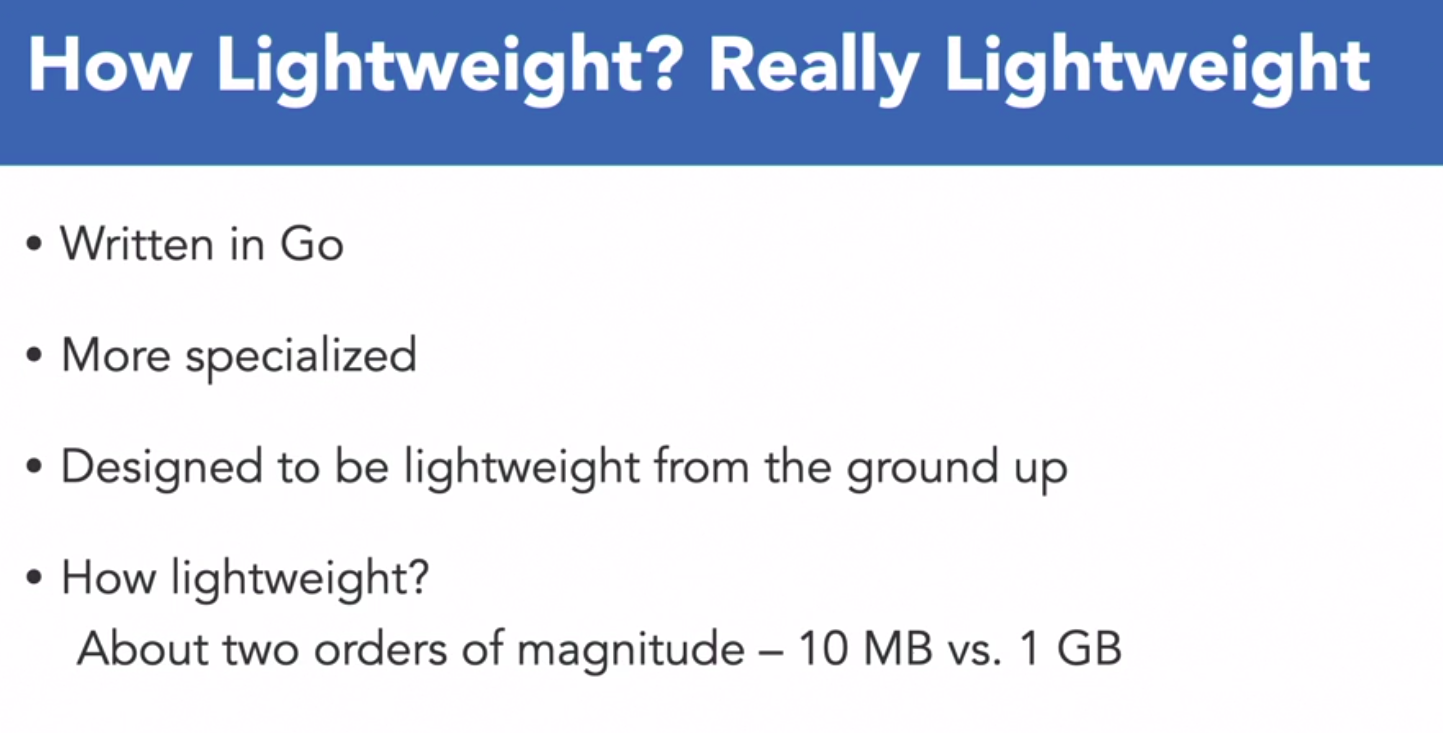 How Lightweight? Really Lightweight
• Written in Go
• More specialized
• Designed to be lightweight from the ground up
• How lightweight?
About two orders of magnitude – 10 MB vs. 1 GB